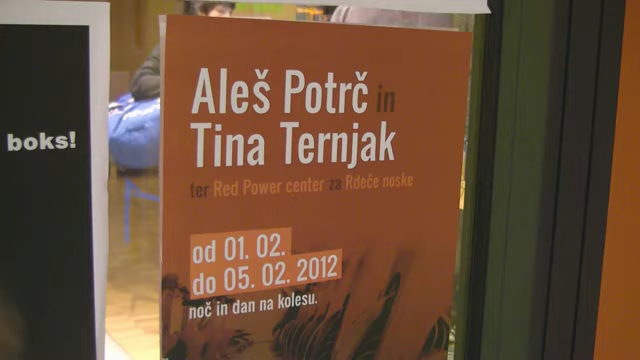 boks!
Aleš Potrč in
Tina Ternjak
ter Red Power center za Rdeče noske
od 01. 02.
do 05. 02. 2012
noč in dan na kolesu.